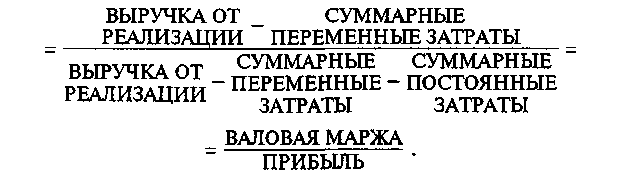 ВЫРУЧКА ОТ СУММАРНЫЕ
= РЕАЛИЗАЦИИ − ПЕРЕМЕННЫЕ ЗАТРАТЫ =
СУММАРНЫЕ СУММАРНЫЕ
ВЫРУЧКА ОТ − ПЕРЕМЕННЫЕ − ПОСТОЯННЫЕ
РЕАЛИЗАЦИИ ЗАТРАТЫ ЗАТРАТЫ
= ВАЛОВАЯ МАРЖА
ПРИБЫЛЬ .